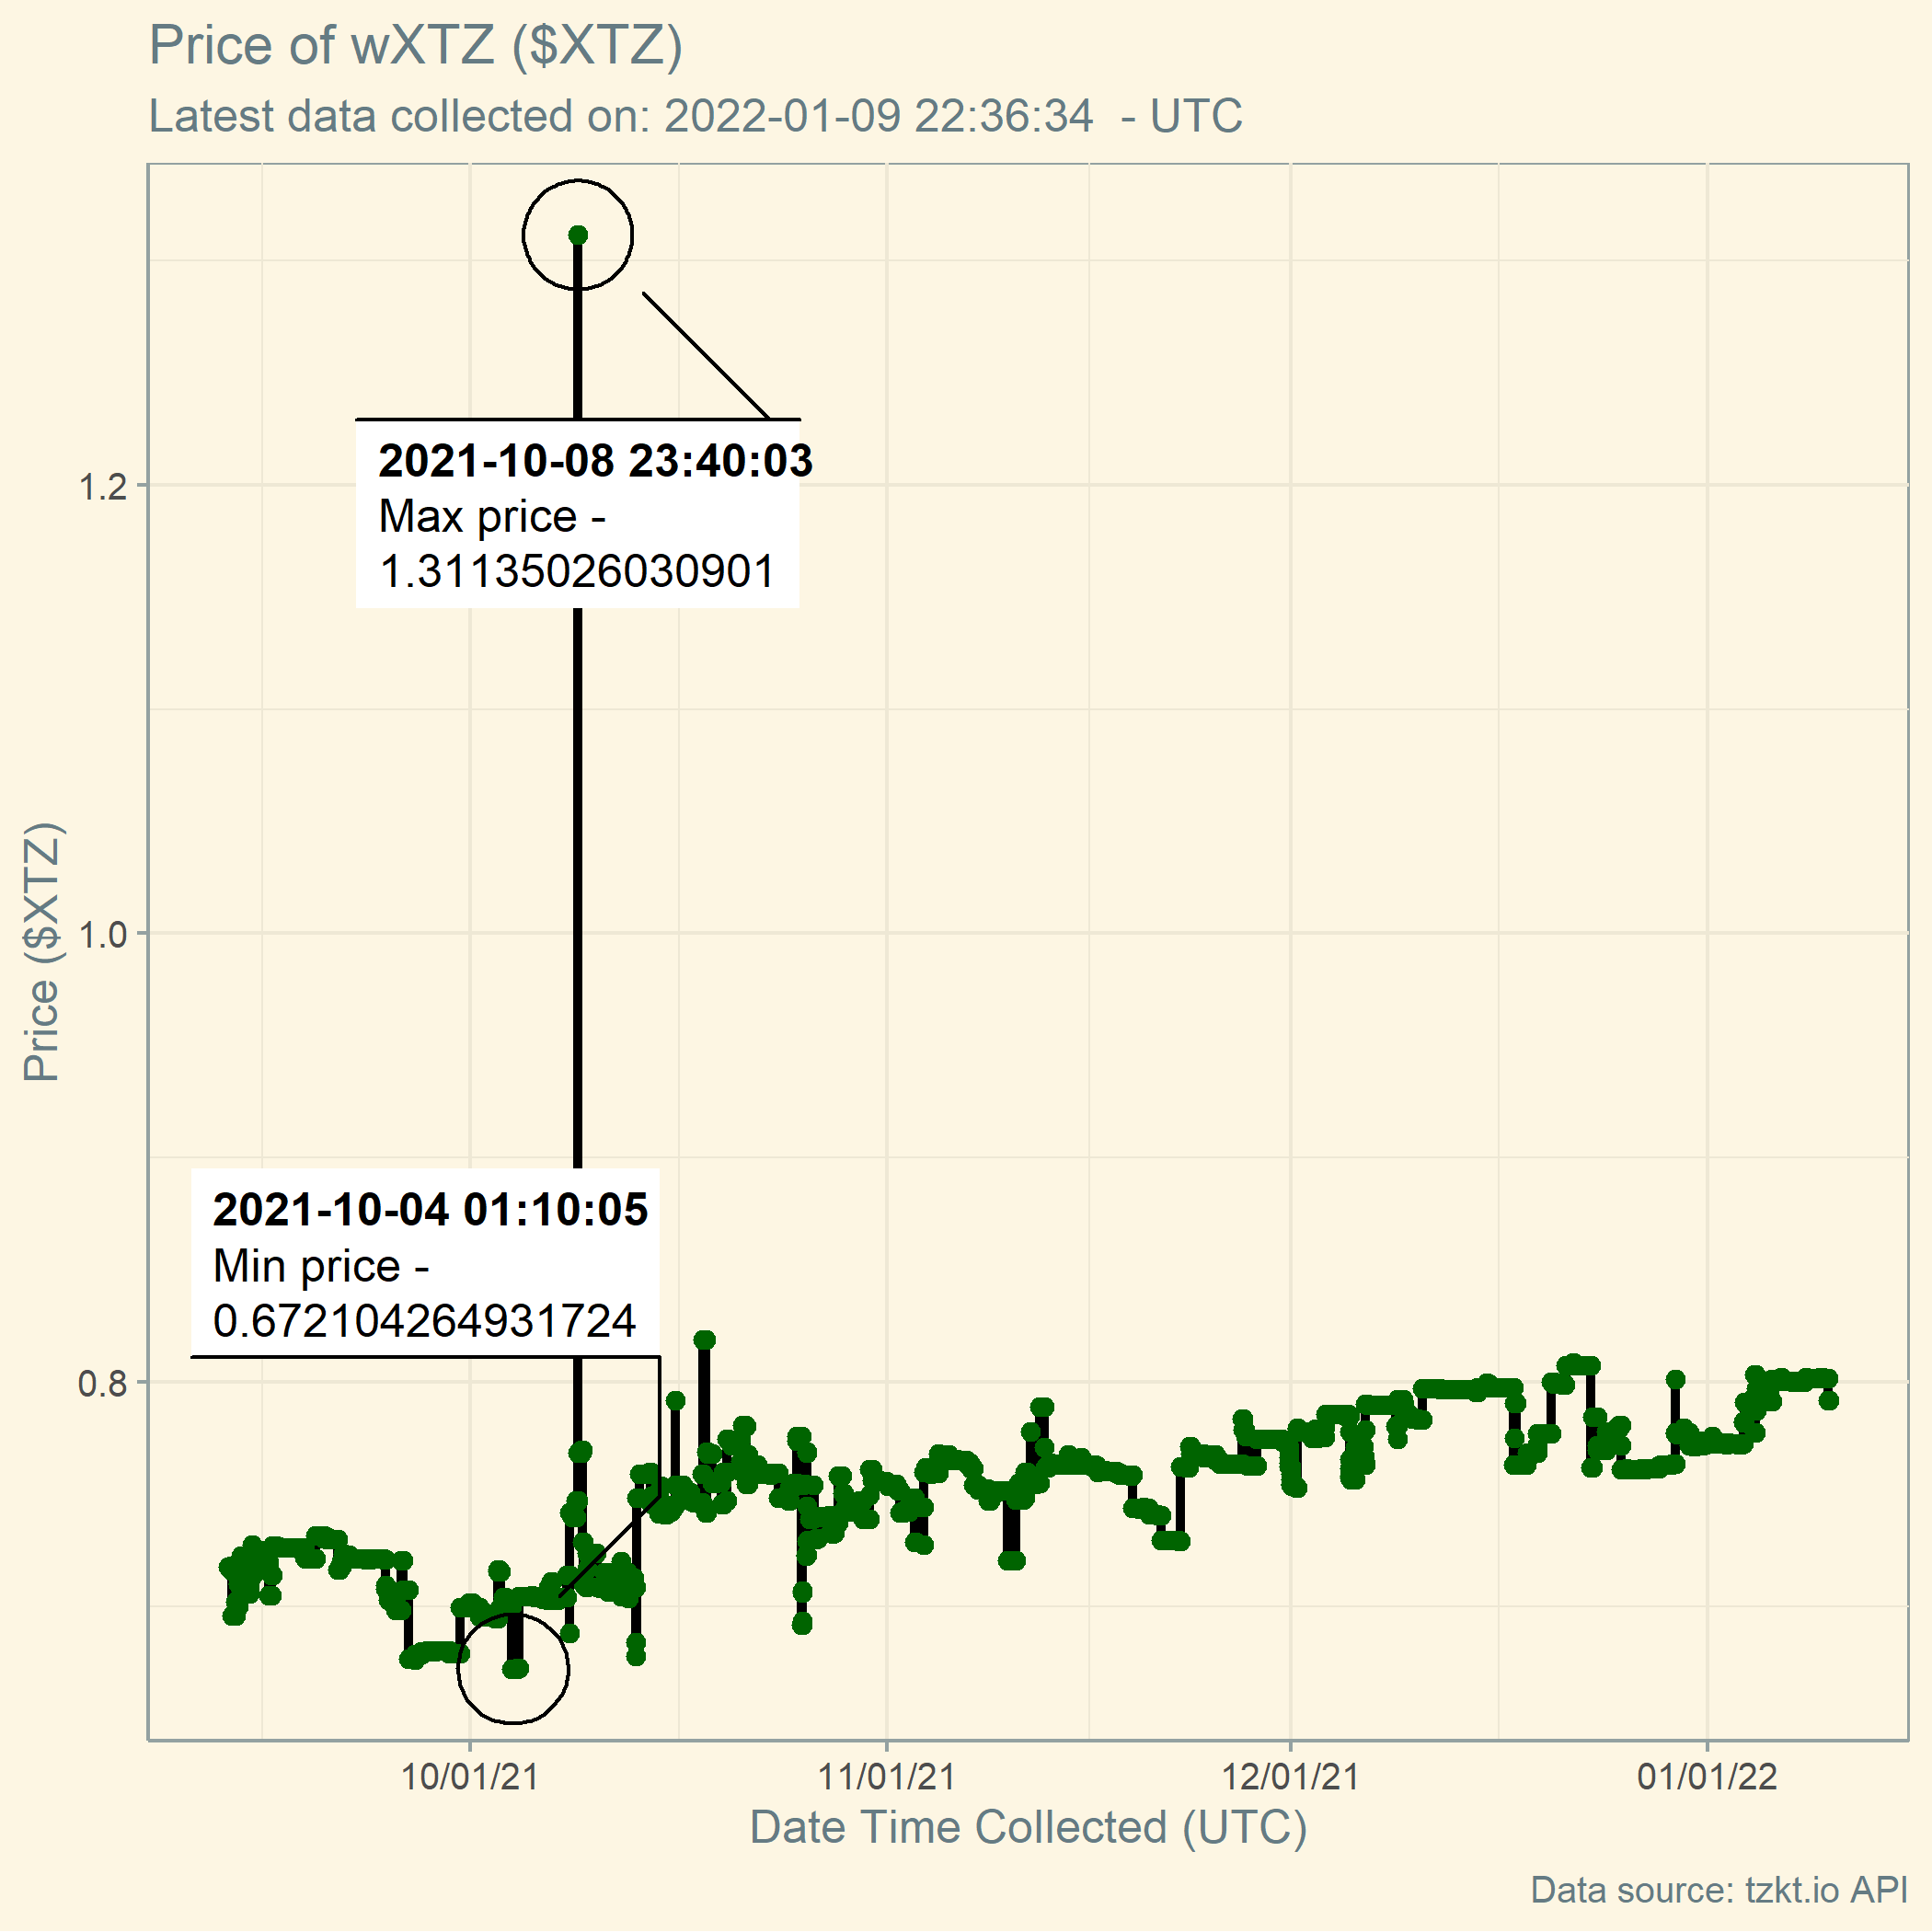 Price of wXTZ ($XTZ)
Latest data collected on: 2022-01-09 22:36:34  - UTC
2021-10-08 23:40:03
Max price -
1.31135026030901
1.2
1.0
Price ($XTZ)
2021-10-04 01:10:05
Min price -
0.672104264931724
0.8
10/01/21
11/01/21
12/01/21
01/01/22
Date Time Collected (UTC)
Data source: tzkt.io API